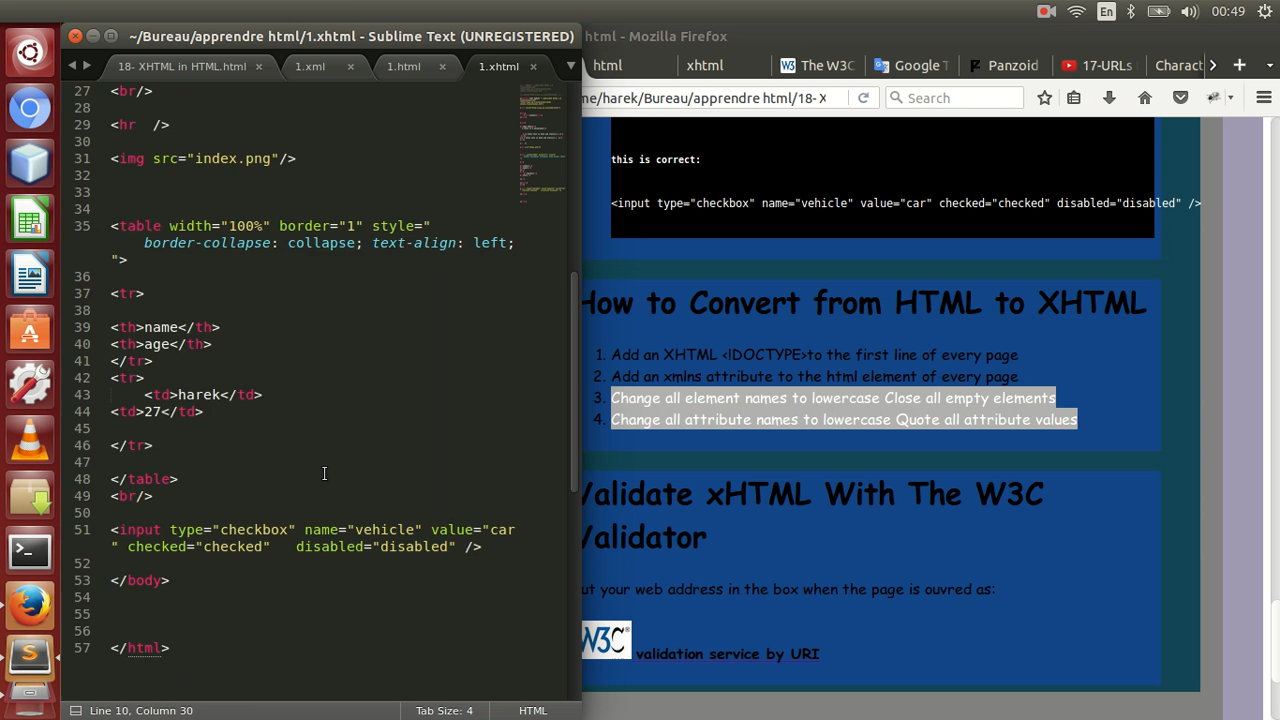 En
00:49
~/Bureau/apprendre html/1.xhtml - Sublime Text (UNREGISTERED)
html - Mozilla Firefox
18- XHTML in HTML.html
1.xml
1.html
1.xhtml
html
xhtml
The W3C
Google T
Panzoid
17-URLs
Charact
me/harek/Bureau/apprendre html/18- X
Search
27 <br/>
28
29 <hr  />
30
31 <img src="index.png"/>
32
33
34
35 <table width="100%" border="1" style="
border-collapse: collapse; text-align: left;
">
36
37 <tr>
38
39 <th>name</th>
40 <th>age</th>
41 </tr>
42 <tr>
43 <td>harek</td>
44 <td>27</td>
45
46 </tr>
47
48 </table>
49 <br/>
50
51 <input type="checkbox" name="vehicle" value="car
" checked="checked"   disabled="disabled" />
52
53 </body>
54
55
56
57 </html>
Line 10, Column 30
Tab Size: 4
HTML
this is correct:
<input type="checkbox" name="vehicle" value="car" checked="checked" disabled="disabled" />
How to Convert from HTML to XHTML
1. Add an XHTML <!DOCTYPE>to the first line of every page
2. Add an xmlns attribute to the html element of every page
3. Change all element names to lowercase Close all empty elements
4. Change all attribute names to lowercase Quote all attribute values
Validate xHTML With The W3C
Validator
ut your web address in the box when the page is ouvred as:
W3C validation service by URI